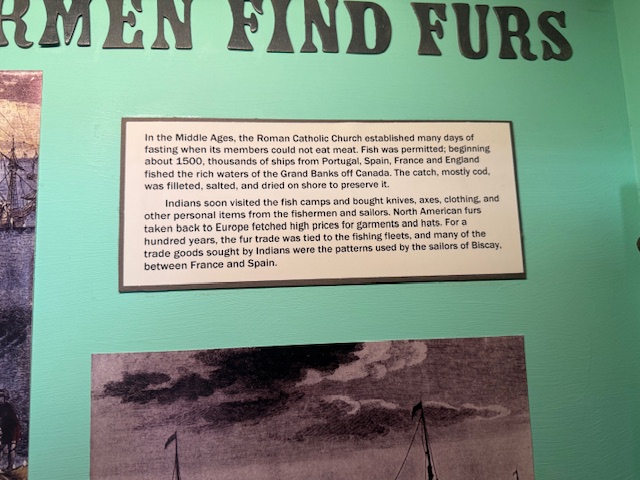 RMEN FIND FURS
In the Middle Ages, the Roman Catholic Church established many days of
fasting when its members could not eat meat. Fish was permitted; beginning
about 1500, thousands of ships from Portugal, Spain, France and England
fished the rich waters of the Grand Banks off Canada. The catch, mostly cod,
was filleted, salted, and dried on shore to preserve it.
Indians soon visited the fish camps and bought knives, axes, clothing, and
other personal items from the fishermen and sailors. North American furs
taken back to Europe fetched high prices for garments and hats. For a
hundred years, the fur trade was tied to the fishing fleets, and many of the
trade goods sought by Indians were the patterns used by the sailors of Biscay,
between France and Spain.